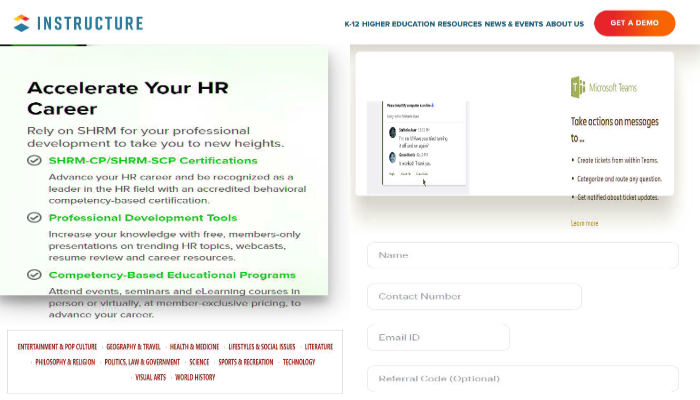 INSTRUCTURE
K-12 HIGHER EDUCATION RESOURCES NEWS & EVENTS ABOUT US
GET A DEMO
Accelerate Your HR
Career
Rely on SHRM for your professional
development to take you to new heights.
SHRM-CP/SHRM-SCP Certifications
Advance your HR career and be recognized as a
leader in the HR field with an accredited behavioral
competency-based certification.
Professional Development Tools
Increase your knowledge with free, members-only
presentations on trending HR topics, webcasts,
resume review and career resources.
Competency-Based Educational Programs
Attend events, seminars and eLearning courses in
person or virtually, at member-exclusive pricing, to
advance your career.
ENTERTAINMENT & POP CULTURE · GEOGRAPHY & TRAVEL · HEALTH & MEDICINE · LIFESTYLES & SOCIAL ISSUES · LITERATURE
· PHILOSOPHY & RELIGION · POLITICS, LAW & GOVERNMENT · SCIENCE · SPORTS & RECREATION · TECHNOLOGY
· VISUAL ARTS · WORLD HISTORY
Microsoft Teams
Take actions on messages
to ...
• Create tickets from within Teams.
• Categorize and route any question.
• Get notified about ticket updates.
Learn more
Name
Contact Number
Email ID
Referral Code (Optional)